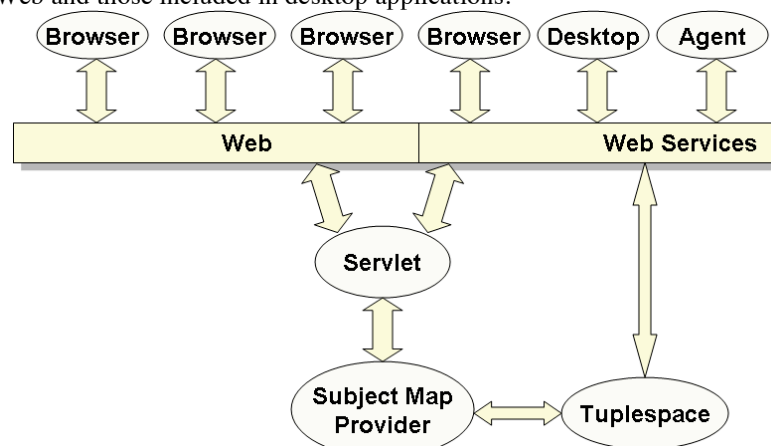 Web and those included in desktop applications.
Browser Browser Browser Browser Desktop Agent
Web Web Services
Servlet
Subject Map
Provider
Tuplespace